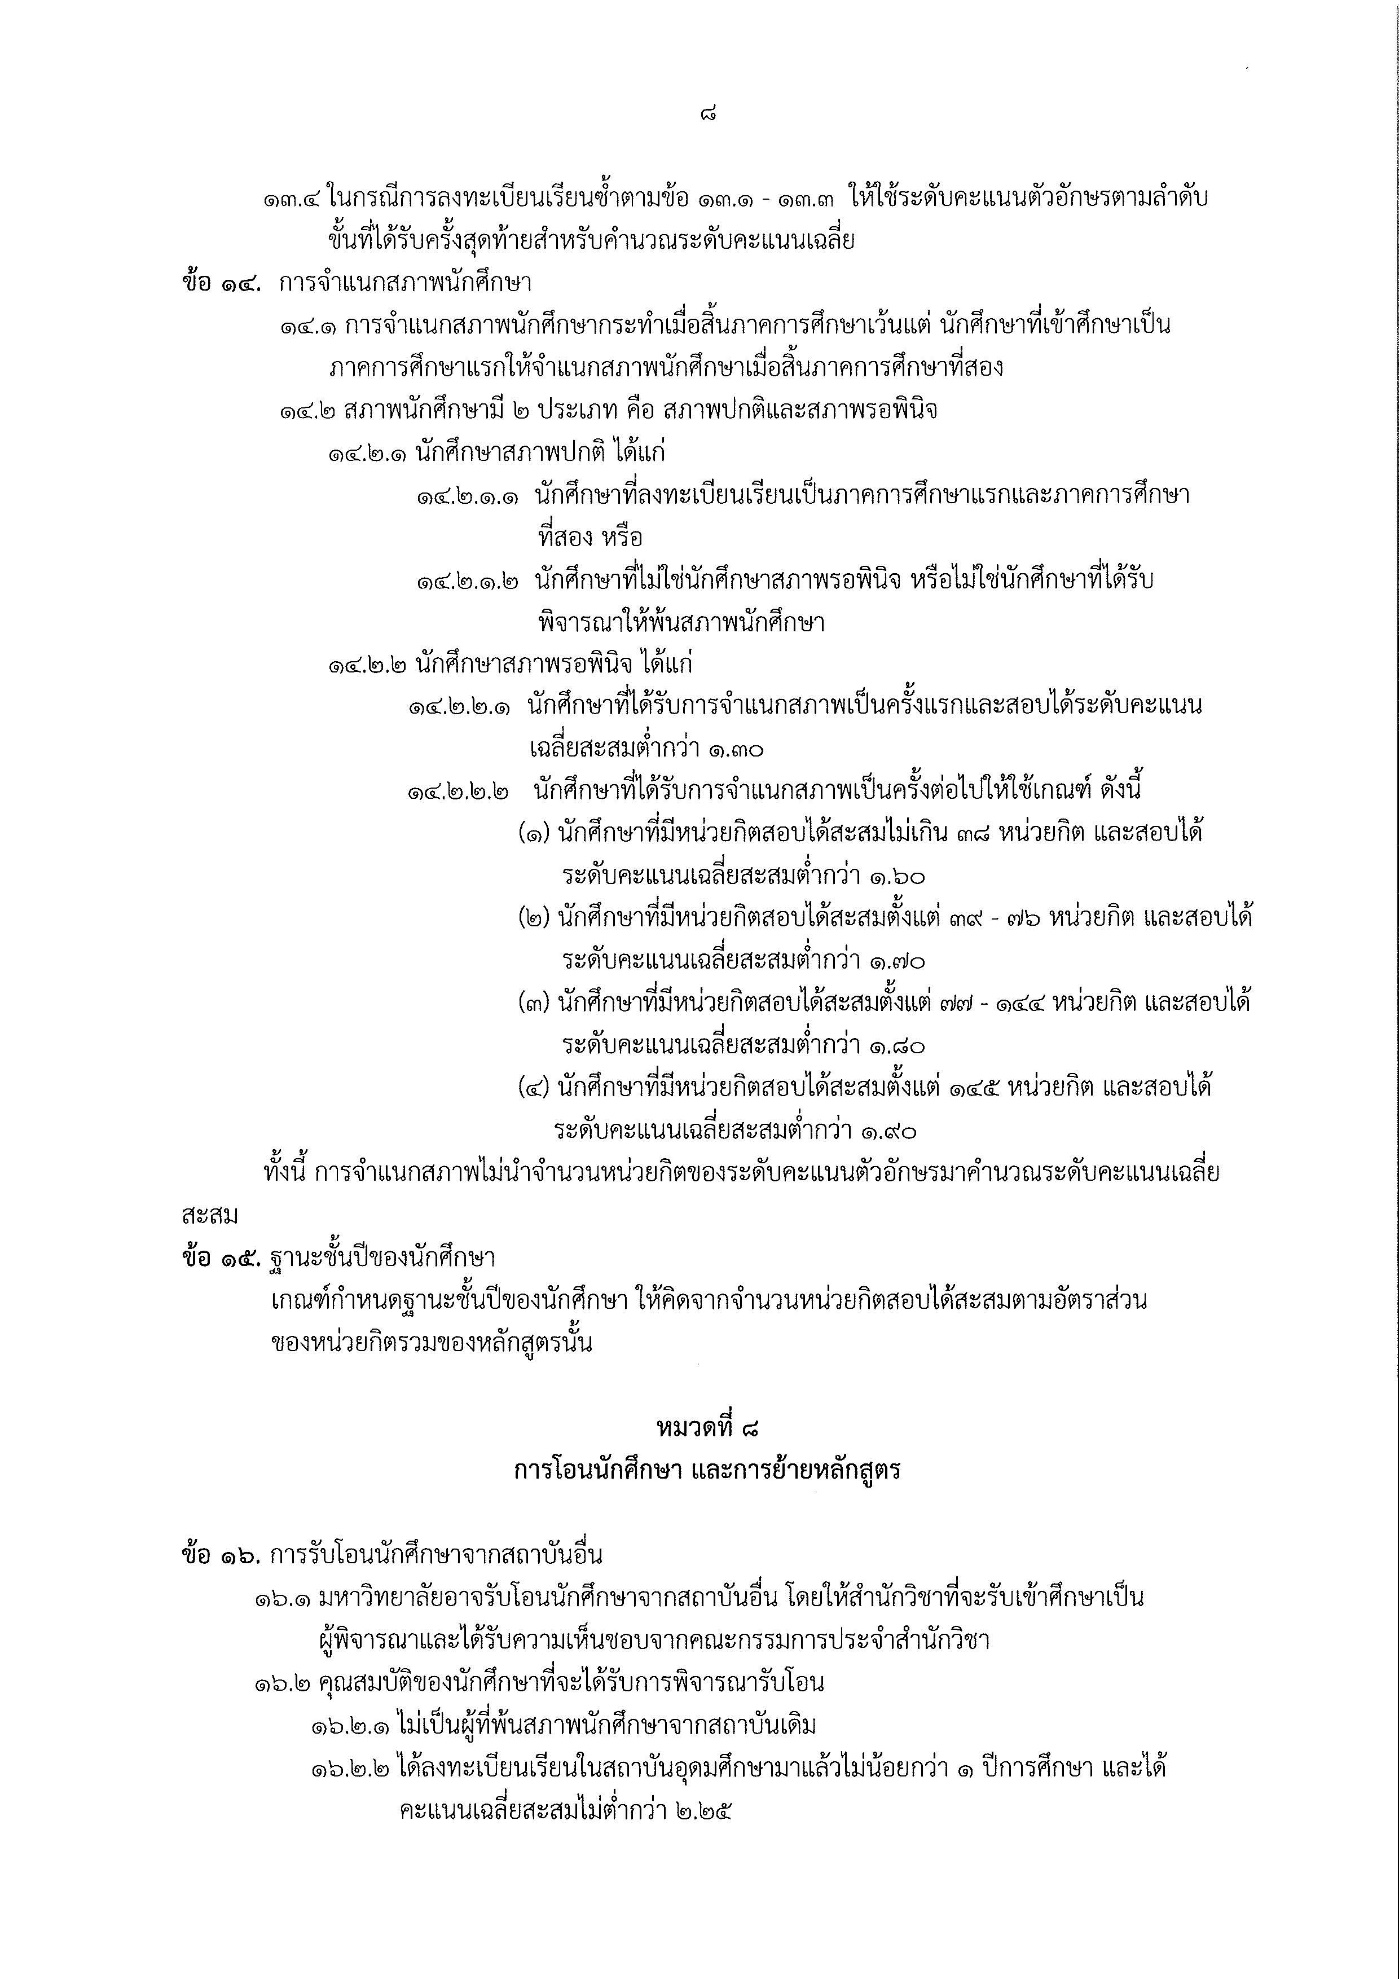 ๘
๑๓.๔ ในกรณีการลงทะเบียนเรียนซ้ำตามข้อ ๑๓.๑ - ๑๓.๓ ให้ใช้ระดับคะแนนตัวอักษรตามลำดับ
ขั้นที่ได้รับครั้งสุดท้ายสำหรับคำนวณระดับคะแนนเฉลี่ย
ข้อ ๑๔. การจำแนกสภาพนักศึกษา
๑๔.๑ การจำแนกสภาพนักศึกษากระทำเมื่อสิ้นภาคการศึกษาเว้นแต่ นักศึกษาที่เข้าศึกษาเป็น
ภาคการศึกษาแรกให้จำแนกสภาพนักศึกษาเมื่อสิ้นภาคการศึกษาที่สอง
๑๔.๒ สภาพนักศึกษามี ๒ ประเภท คือ สภาพปกติและสภาพรอพินิจ
๑๔.๒.๑ นักศึกษาสภาพปกติ ได้แก่
๑๔.๒.๑.๑ นักศึกษาที่ลงทะเบียนเรียนเป็นภาคการศึกษาแรกและภาคการศึกษา
ที่สอง หรือ
๑๔.๒.๑.๒ นักศึกษาที่ไม่ใช่นักศึกษาสภาพรอพินิจ หรือไม่ใช่นักศึกษาที่ได้รับ
พิจารณาให้พ้นสภาพนักศึกษา
๑๔.๒.๒ นักศึกษาสภาพรอพินิจ ได้แก่
๑๔.๒.๒.๑ นักศึกษาที่ได้รับการจำแนกสภาพเป็นครั้งแรกและสอบได้ระดับคะแนน
เฉลี่ยสะสมต่ำกว่า ๑.๓๐
๑๔.๒.๒.๒ นักศึกษาที่ได้รับการจำแนกสภาพเป็นครั้งต่อไปให้ใช้เกณฑ์ ดังนี้
(๑) นักศึกษาที่มีหน่วยกิตสอบได้สะสมไม่เกิน ๓๘ หน่วยกิต และสอบได้
ระดับคะแนนเฉลี่ยสะสมต่ำกว่า ๑.๖๐
(๒) นักศึกษาที่มีหน่วยกิตสอบได้สะสมตั้งแต่ ๓๙ - ๗๖ หน่วยกิต และสอบได้
ระดับคะแนนเฉลี่ยสะสมต่ำกว่า ๑.๗๐
(๓) นักศึกษาที่มีหน่วยกิตสอบได้สะสมตั้งแต่ ๗๗ - ๑๔๔ หน่วยกิต และสอบได้
ระดับคะแนนเฉลี่ยสะสมต่ำกว่า ๑.๘๐
(๔) นักศึกษาที่มีหน่วยกิตสอบได้สะสมตั้งแต่ ๑๔๕ หน่วยกิต และสอบได้
ระดับคะแนนเฉลี่ยสะสมต่ำกว่า ๑.๙๐
ทั้งนี้ การจำแนกสภาพไม่นำจำนวนหน่วยกิตของระดับคะแนนตัวอักษรมาคำนวณระดับคะแนนเฉลี่ย
สะสม
ข้อ ๑๕. ฐานะชั้นปีของนักศึกษา
เกณฑ์กำหนดฐานะชั้นปีของนักศึกษา ให้คิดจากจำนวนหน่วยกิตสอบได้สะสมตามอัตราส่วน
ของหน่วยกิตรวมของหลักสูตรนั้น
หมวดที่ ๘
การโอนนักศึกษา และการย้ายหลักสูตร
ข้อ ๑๖. การรับโอนนักศึกษาจากสถาบันอื่น
๑๖.๑ มหาวิทยาลัยอาจรับโอนนักศึกษาจากสถาบันอื่น โดยให้สำนักวิชาที่จะรับเข้าศึกษาเป็น
ผู้พิจารณาและได้รับความเห็นชอบจากคณะกรรมการประจำสำนักวิชา
๑๖.๒ คุณสมบัติของนักศึกษาที่จะได้รับการพิจารณารับโอน
๑๖.๒.๑ ไม่เป็นผู้ที่พ้นสภาพนักศึกษาจากสถาบันเดิม
๑๖.๒.๒ ได้ลงทะเบียนเรียนในสถาบันอุดมศึกษามาแล้วไม่น้อยกว่า ๑ ปีการศึกษา และได้
คะแนนเฉลี่ยสะสมไม่ต่ำกว่า ๒.๒๕